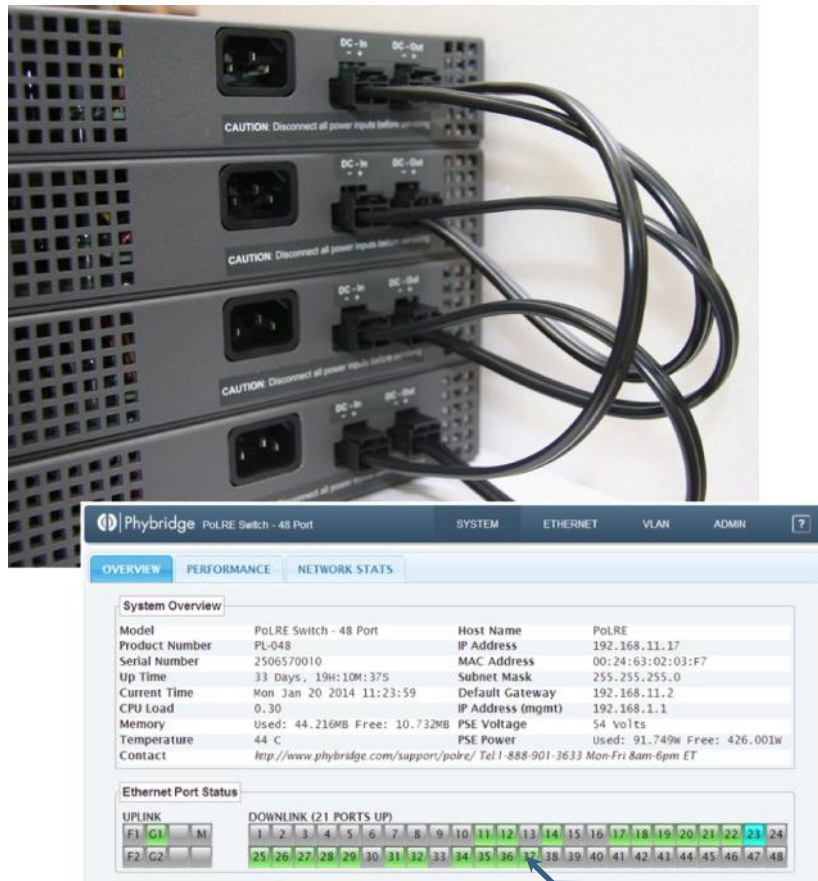 DC-In DC-Out
- + - +
CAUTION: Disconnect all power inputs before servicing
DC-In DC-Out
- + - +
CAUTION: Disconnect all power inputs before servicing
DC-In DC-Out
- + - +
CAUTION: Disconnect all power inputs before servicing
DC-In DC-Out
- + - +
CAUTION: Disconnect all power inputs
Phybridge PoLRE Switch - 48 Port SYSTEM ETHERNET VLAN ADMIN ?
OVERVIEW PERFORMANCE NETWORK STATS
System Overview
Model PoLRE Switch - 48 Port Host Name PoLRE
Product Number PL-048 IP Address 192.168.11.17
Serial Number 2506570010 MAC Address 00:24:63:02:03:F7
Up Time 33 Days, 19H:10M:37S Subnet Mask 255.255.255.0
Current Time Mon Jan 20 2014 11:23:59 Default Gateway 192.168.11.2
CPU Load 0.30 IP Address (mgmt) 192.168.1.1
Memory Used: 44.216MB Free: 10.732MB PSE Voltage 54 Volts
Temperature 44 C PSE Power Used: 91.749W Free: 426.001W
Contact http://www.phybridge.com/support/polre/ Tel:1-888-901-3633 Mon-Fri 8am-6pm ET
Ethernet Port Status
UPLINK DOWNLINK (21 PORTS UP)
F1 G1 M 1 2 3 4 5 6 7 8 9 10 11 12 13 14 15 16 17 18 19 20 21 22 23 24
F2 G2 25 26 27 28 29 30 31 32 33 34 35 36 37 38 39 40 41 42 43 44 45 46 47 48